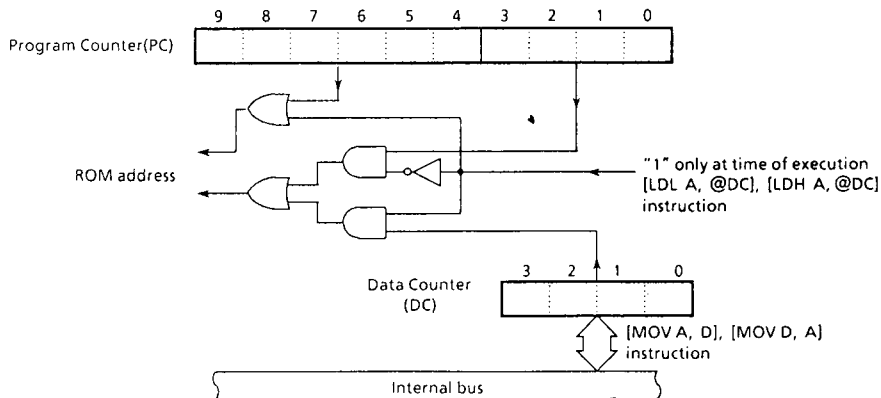 9 8 7 6 5 4 3 2 1 0
Program Counter(PC)
ROM address
"1" only at time of execution
[LDL A, @DC], [LDH A, @DC]
instruction
3 2 1 0
Data Counter
(DC)
[MOV A, D], [MOV D, A]
instruction
Internal bus